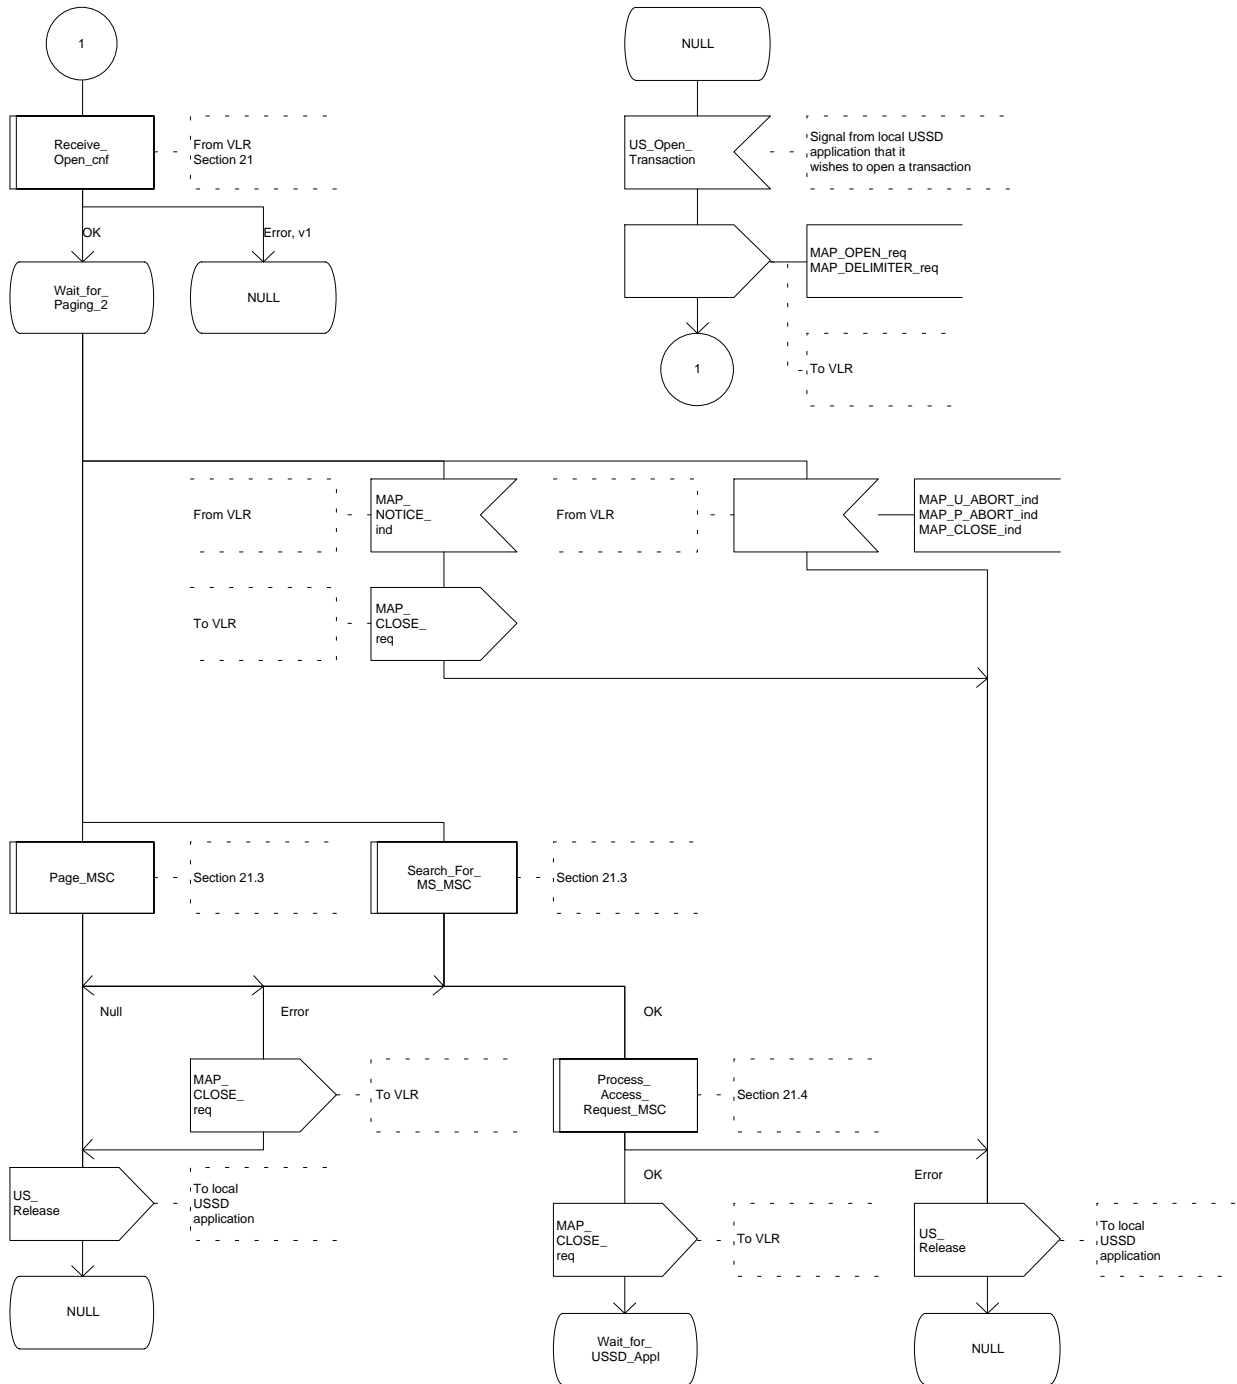 1
NULL
Receive_
Open_cnf
From VLR
Section 21
US_Open_
Transaction
Signal from local USSD
application that it
wishes to open a transaction
OK
Error, v1
MAP_OPEN_req
MAP_DELIMITER_req
Wait_for_
Paging_2
NULL
1
To VLR
From VLR
MAP_
NOTICE_
ind
From VLR
MAP_U_ABORT_ind
MAP_P_ABORT_ind
MAP_CLOSE_ind
To VLR
MAP_
CLOSE_
req
Page_MSC
Section 21.3
Search_For_
MS_MSC
Section 21.3
Null
Error
OK
MAP_
CLOSE_
req
To VLR
Process_
Access_
Request_MSC
Section 21.4
OK
Error
US_
Release
To local
USSD
application
MAP_
CLOSE_
req
To VLR
US_
Release
To local
USSD
application
NULL
Wait_for_
USSD_Appl
NULL